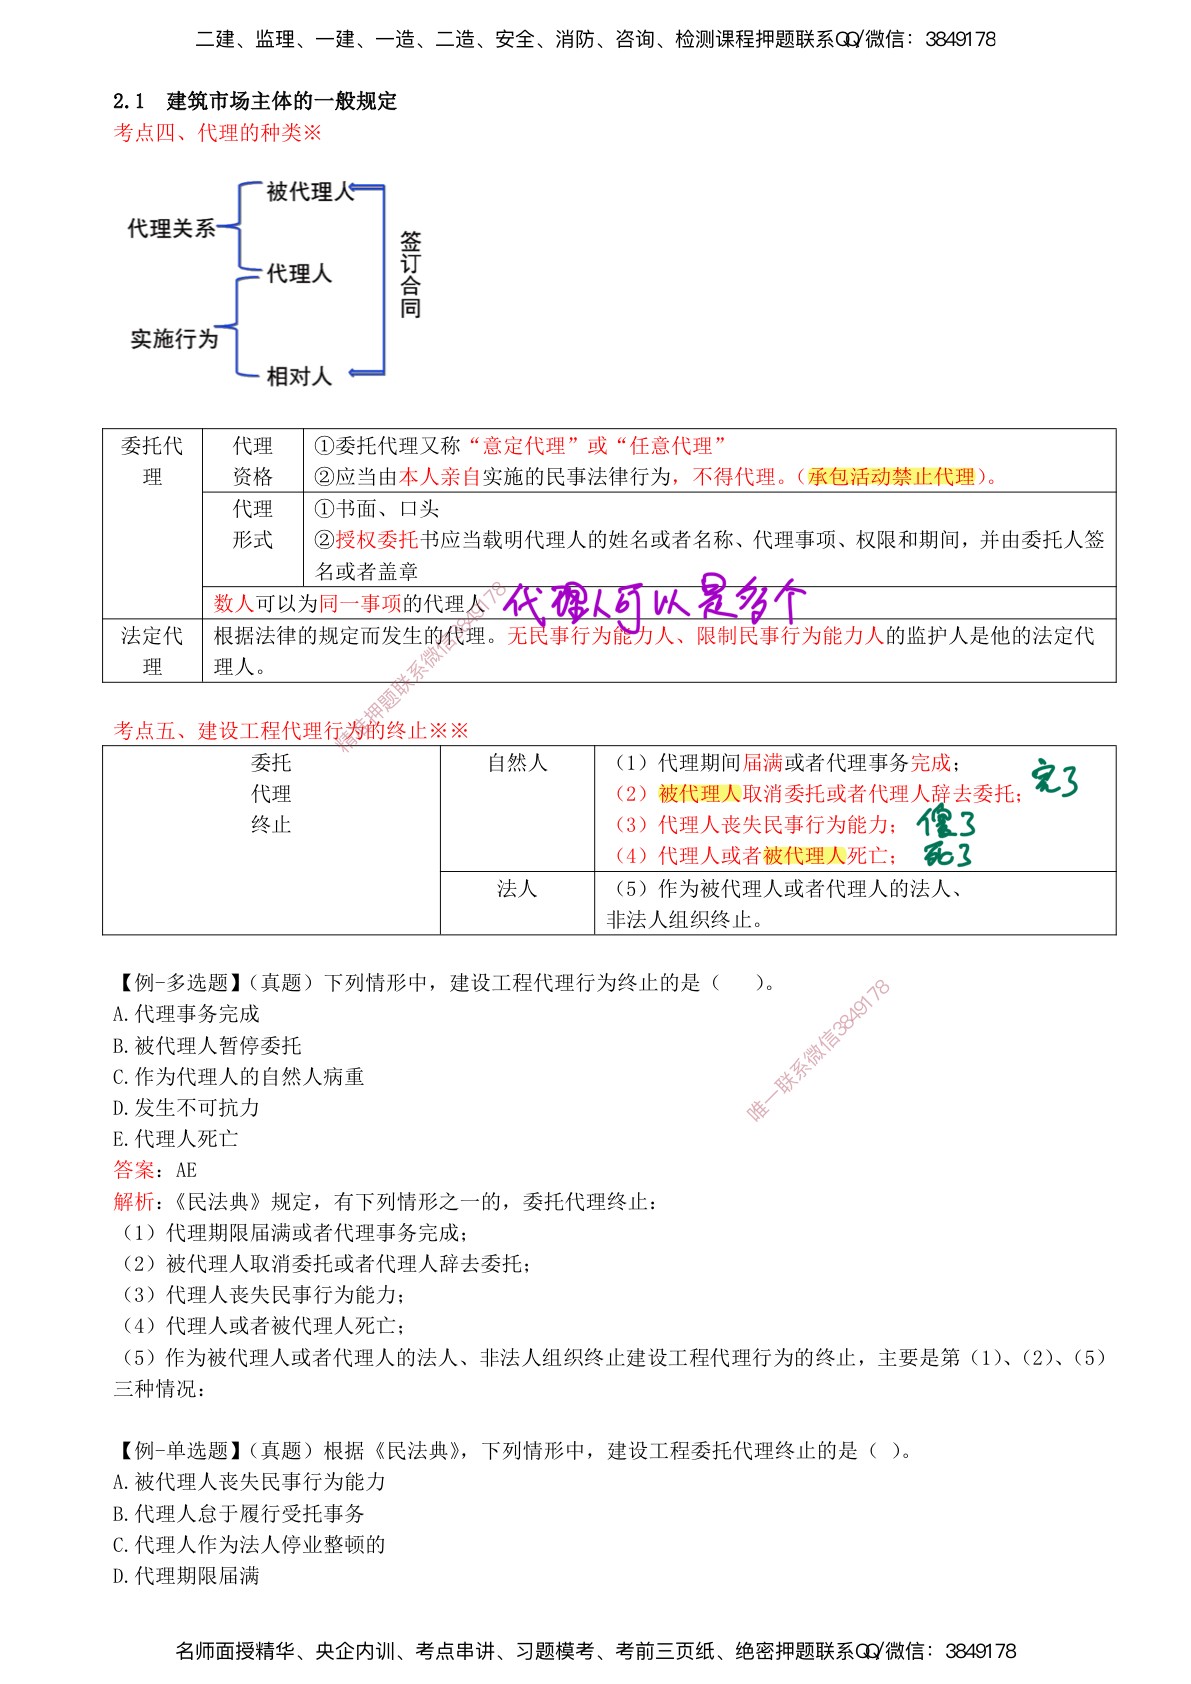 二建、监理、一建、一造、二造、安全、消防、咨询、检测课程押题联系QQ/微信：3849178
2.1 建筑市场主体的一般规定
考点四、代理的种类※
被代理人
代理关系
代理人
实施行为
相对人
签订合同
委托代理
代理资格
①委托代理又称“意定代理”或“任意代理”
②应当由本人亲自实施的民事法律行为，不得代理。（承包活动禁止代理）。
代理形式
①书面、口头
②授权委托书应当载明代理人的姓名或者名称、代理事项、权限和期间，并由委托人签
名或者盖章
数人可以为同一事项的代理人
代理人可以是多个
法定代理
根据法律的规定而发生的代理。无民事行为能力人、限制民事行为能力人的监护人是他的法定代
理人。
精准押题联系微信3849178
考点五、建设工程代理行为的终止※※
委托
代理
终止
自然人
（1）代理期间届满或者代理事务完成；
（2）被代理人取消委托或者代理人辞去委托；
完了
（3）代理人丧失民事行为能力；
傻了
（4）代理人或者被代理人死亡；
死了
法人
（5）作为被代理人或者代理人的法人、
非法人组织终止。
【例-多选题】（真题）下列情形中，建设工程代理行为终止的是（ ）。
A.代理事务完成
B.被代理人暂停委托
C.作为代理人的自然人病重
D.发生不可抗力
E.代理人死亡
唯一联系微信3849178
答案：AE
解析：《民法典》规定，有下列情形之一的，委托代理终止：
（1）代理期限届满或者代理事务完成；
（2）被代理人取消委托或者代理人辞去委托；
（3）代理人丧失民事行为能力；
（4）代理人或者被代理人死亡；
（5）作为被代理人或者代理人的法人、非法人组织终止建设工程代理行为的终止，主要是第（1）、（2）、（5）
三种情况：
【例-单选题】（真题）根据《民法典》，下列情形中，建设工程委托代理终止的是（ ）。
A.被代理人丧失民事行为能力
B.代理人怠于履行受托事务
C.代理人作为法人停业整顿的
D.代理期限届满
名师面授精华、央企内训、考点串讲、习题模考、考前三页纸、绝密押题联系QQ/微信：3849178